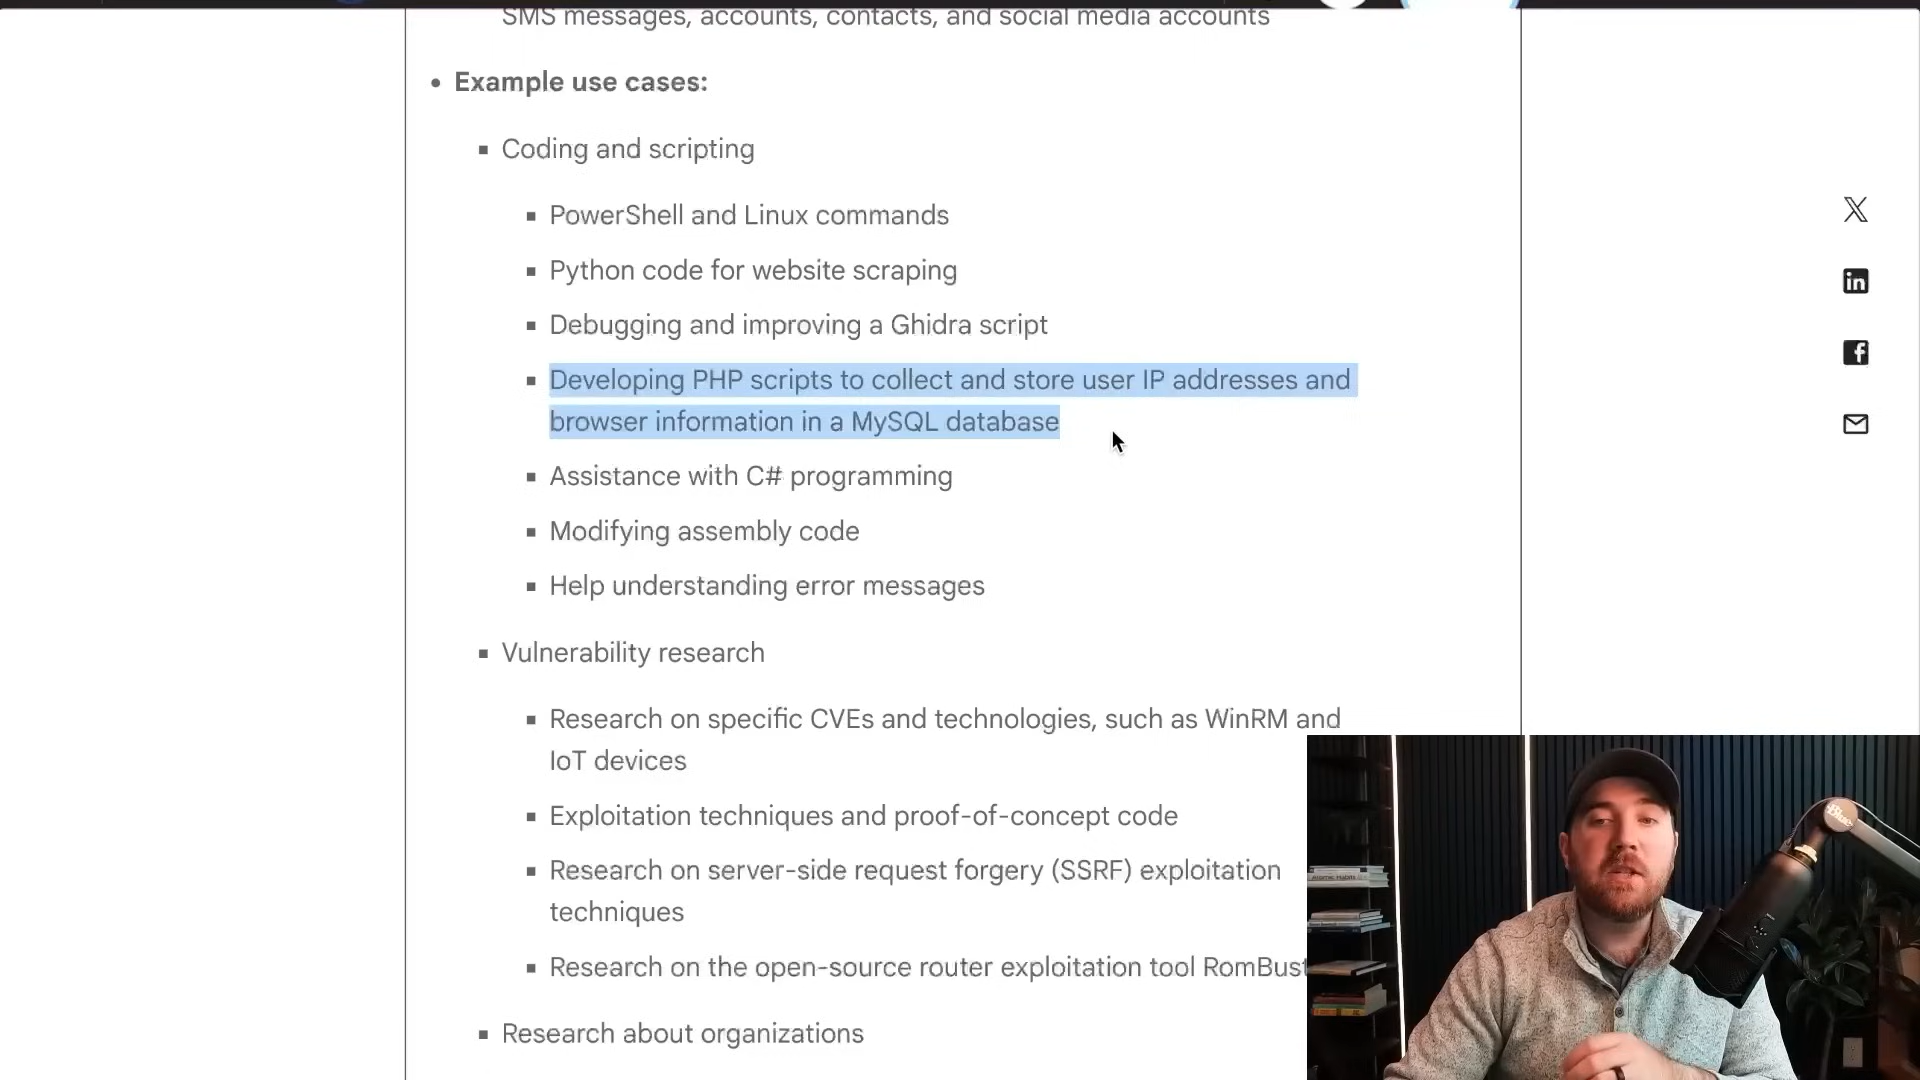 SMS messages, accounts, contacts, and social media accounts
Example use cases:
Coding and scripting
PowerShell and Linux commands
Python code for website scraping
Debugging and improving a Ghidra script
Developing PHP scripts to collect and store user IP addresses and
browser information in a MySQL database
Assistance with C# programming
Modifying assembly code
Help understanding error messages
Vulnerability research
Research on specific CVEs and technologies, such as WinRM and
IoT devices
Exploitation techniques and proof-of-concept code
Research on server-side request forgery (SSRF) exploitation
techniques
Research on the open-source router exploitation tool RomBust
Research about organizations
X
in
f
Blue